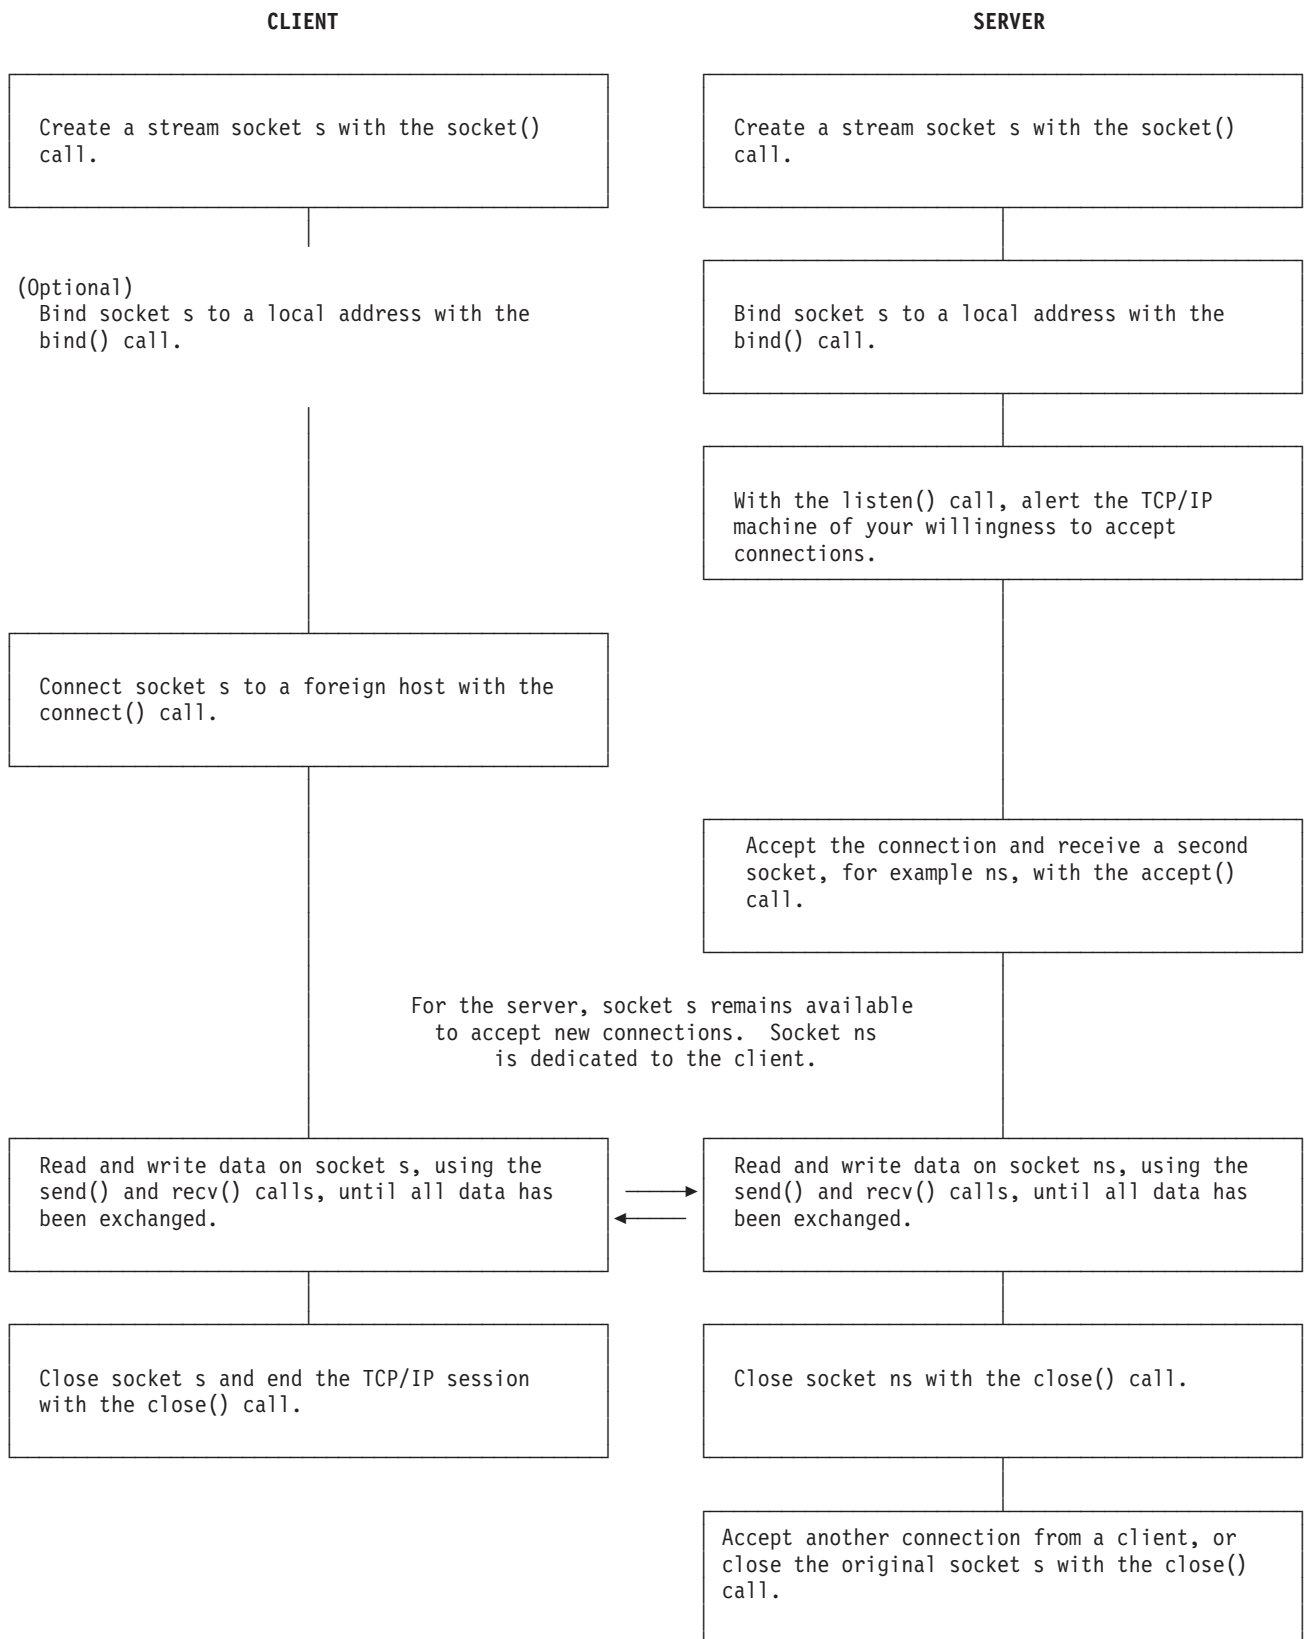 CLIENT
SERVER
Create a stream socket s with the socket()
call.
Create a stream socket s with the socket()
call.
(Optional)
Bind socket s to a local address with the
bind() call.
Bind socket s to a local address with the
bind() call.
With the listen() call, alert the TCP/IP
machine of your willingness to accept
connections.
Connect socket s to a foreign host with the
connect() call.
Accept the connection and receive a second
socket, for example ns, with the accept()
call.
For the server, socket s remains available
to accept new connections.  Socket ns
is dedicated to the client.
Read and write data on socket s, using the
send() and recv() calls, until all data has
been exchanged.
Read and write data on socket ns, using the
send() and recv() calls, until all data has
been exchanged.
Close socket s and end the TCP/IP session
with the close() call.
Close socket ns with the close() call.
Accept another connection from a client, or
close the original socket s with the close()
call.